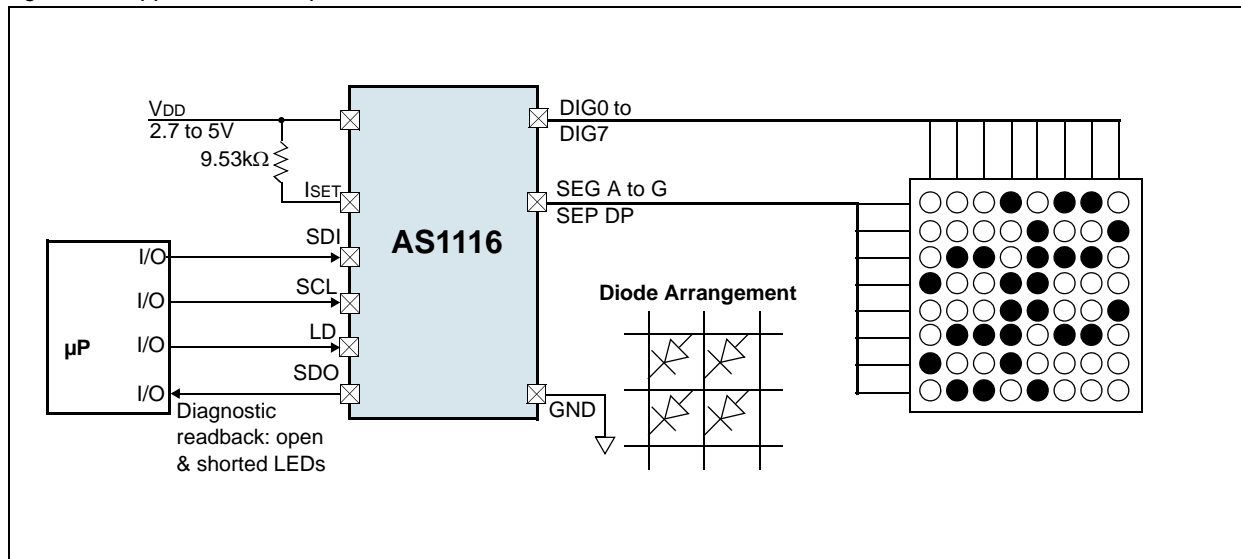 VDD
2.7 to 5V
9.53kΩ
ISET
DIG0 to
DIG7
SEG A to G
SEP DP
AS1116
SDI
SCL
LD
SDO
GND
I/O
I/O
I/O
I/O
µP
Diagnostic
readback: open
& shorted LEDs
Diode Arrangement